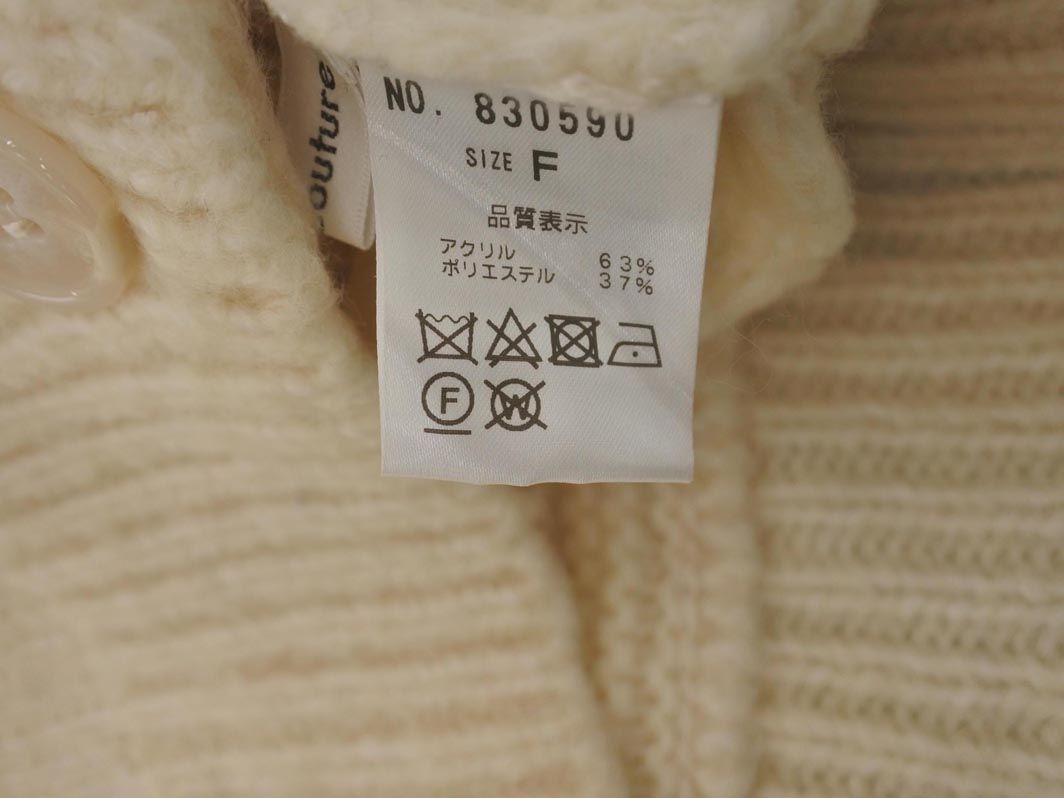 NO. 830590
SIZE F
品質表示
アクリル 63%
ポリエステル 37%
F
W
outure